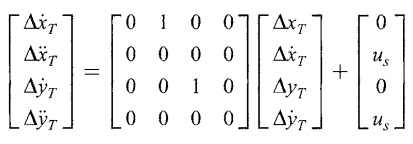 [Δẋ_T] [0 1 0 0] [Δx_T] [0]
[Δẍ_T] [0 0 0 0] [Δẋ_T] [u_s]
= +
[Δẏ_T] [0 0 1 0] [Δy_T] [0]
[Δÿ_T] [0 0 0 0] [Δẏ_T] [u_s]